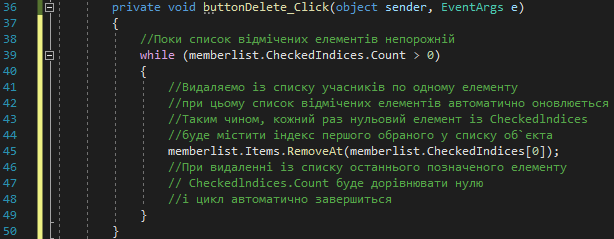 36 private void buttonDelete_Click(object sender, EventArgs e)
37 {
38 //Поки список відмічених елементів непорожній
39 while (memberlist.CheckedIndices.Count > 0)
40 {
41 //Видаляємо із списку учасників по одному елементу
42 //при цьому список відмічених елементів автоматично оновлюється
43 //Таким чином, кожний раз нульовий елемент із CheckedlndIces
44 //буде містити індекс першого обраного у списку об`єкта
45 memberlist.Items.RemoveAt(memberlist.CheckedIndices[0]);
46 //При видаленні із списку останнього позначеного елементу
47 // CheckedIndices.Count буде дорівнювати нулю
48 //і цикл автоматично завершиться
49 }
50 }